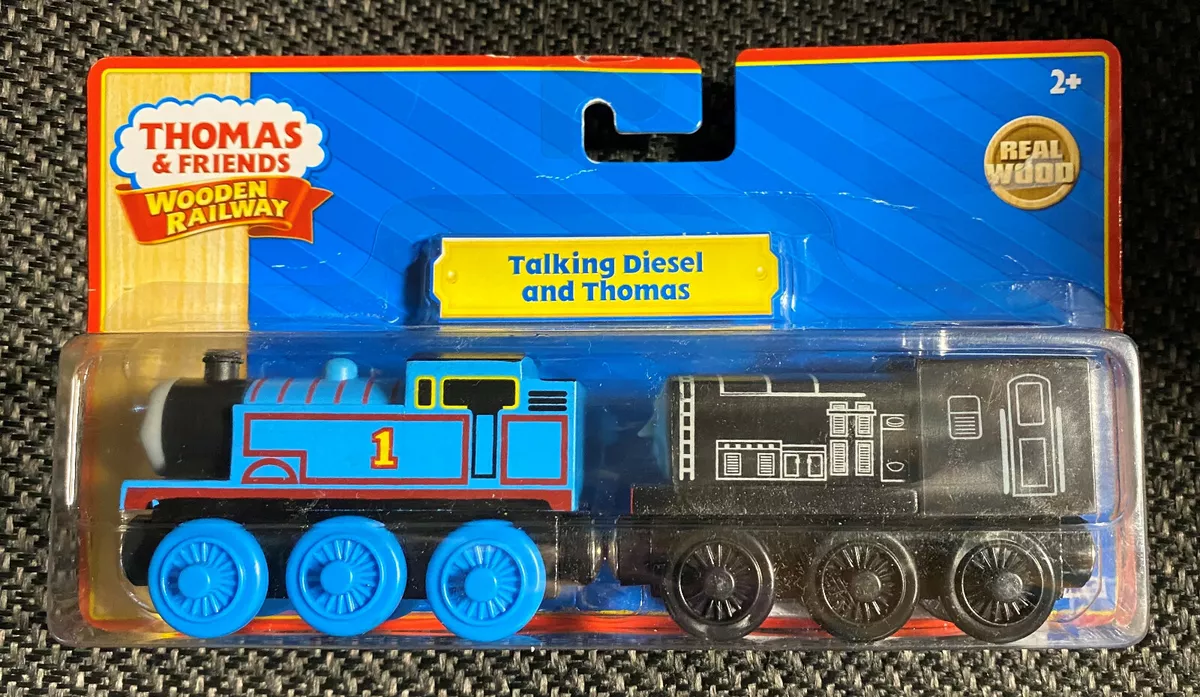 THOMAS
& FRIENDS
WOODEN
RAILWAY
2+
REAL
WOOD
Talking Diesel
and Thomas
1